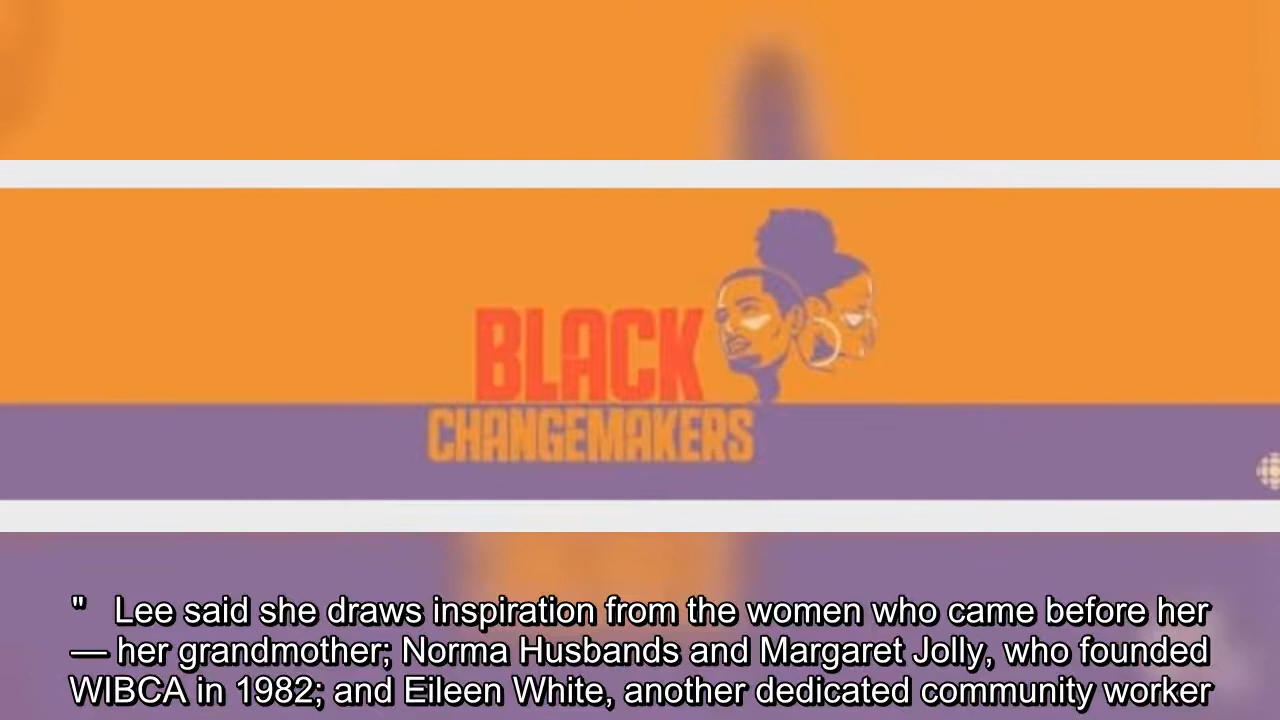 BLACK
CHANGEMAKERS
"   Lee said she draws inspiration from the women who came before her
— her grandmother; Norma Husbands and Margaret Jolly, who founded
WIBCA in 1982; and Eileen White, another dedicated community worker